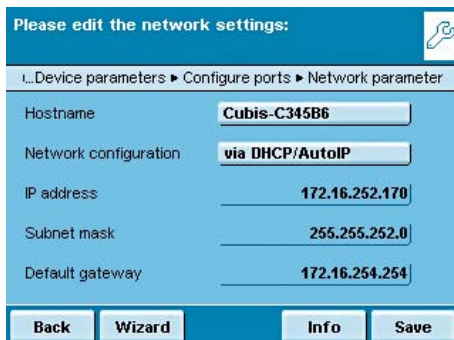 Please edit the network settings:
...Device parameters ▸ Configure ports ▸ Network parameter
Hostname Cubis-C345B6
Network configuration via DHCP/AutoIP
IP address 172.16.252.170
Subnet mask 255.255.252.0
Default gateway 172.16.254.254
Back Wizard Info Save